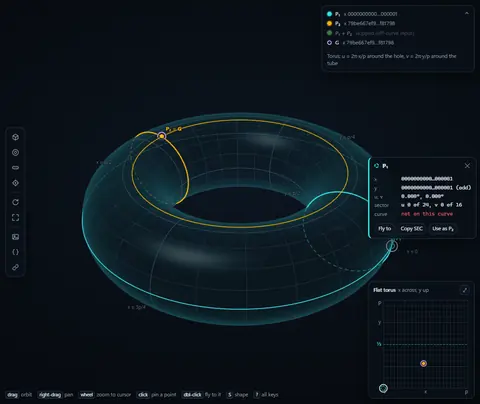 P₁ x 0000000000…000001
P₂ x 79be667ef9…f81798
P₁ + P₂
G x 79be667ef9…f81798
Torus: u = 2π·x/p around the hole, v = 2π·y/p around the tube
P₂ = G
P₁
x 0000000000…000001
y 0000000000…000001 (odd)
u, v 0.000°, 0.000°
sector u 0 of 24, v 0 of 16
curve not on this curve
Fly to Copy SEC Use as P₂
Flat torus x across, y up
p
y
½
x p
drag orbit right-drag pan wheel zoom to cursor click pin a point dbl-click fly to it S shape ? all keys